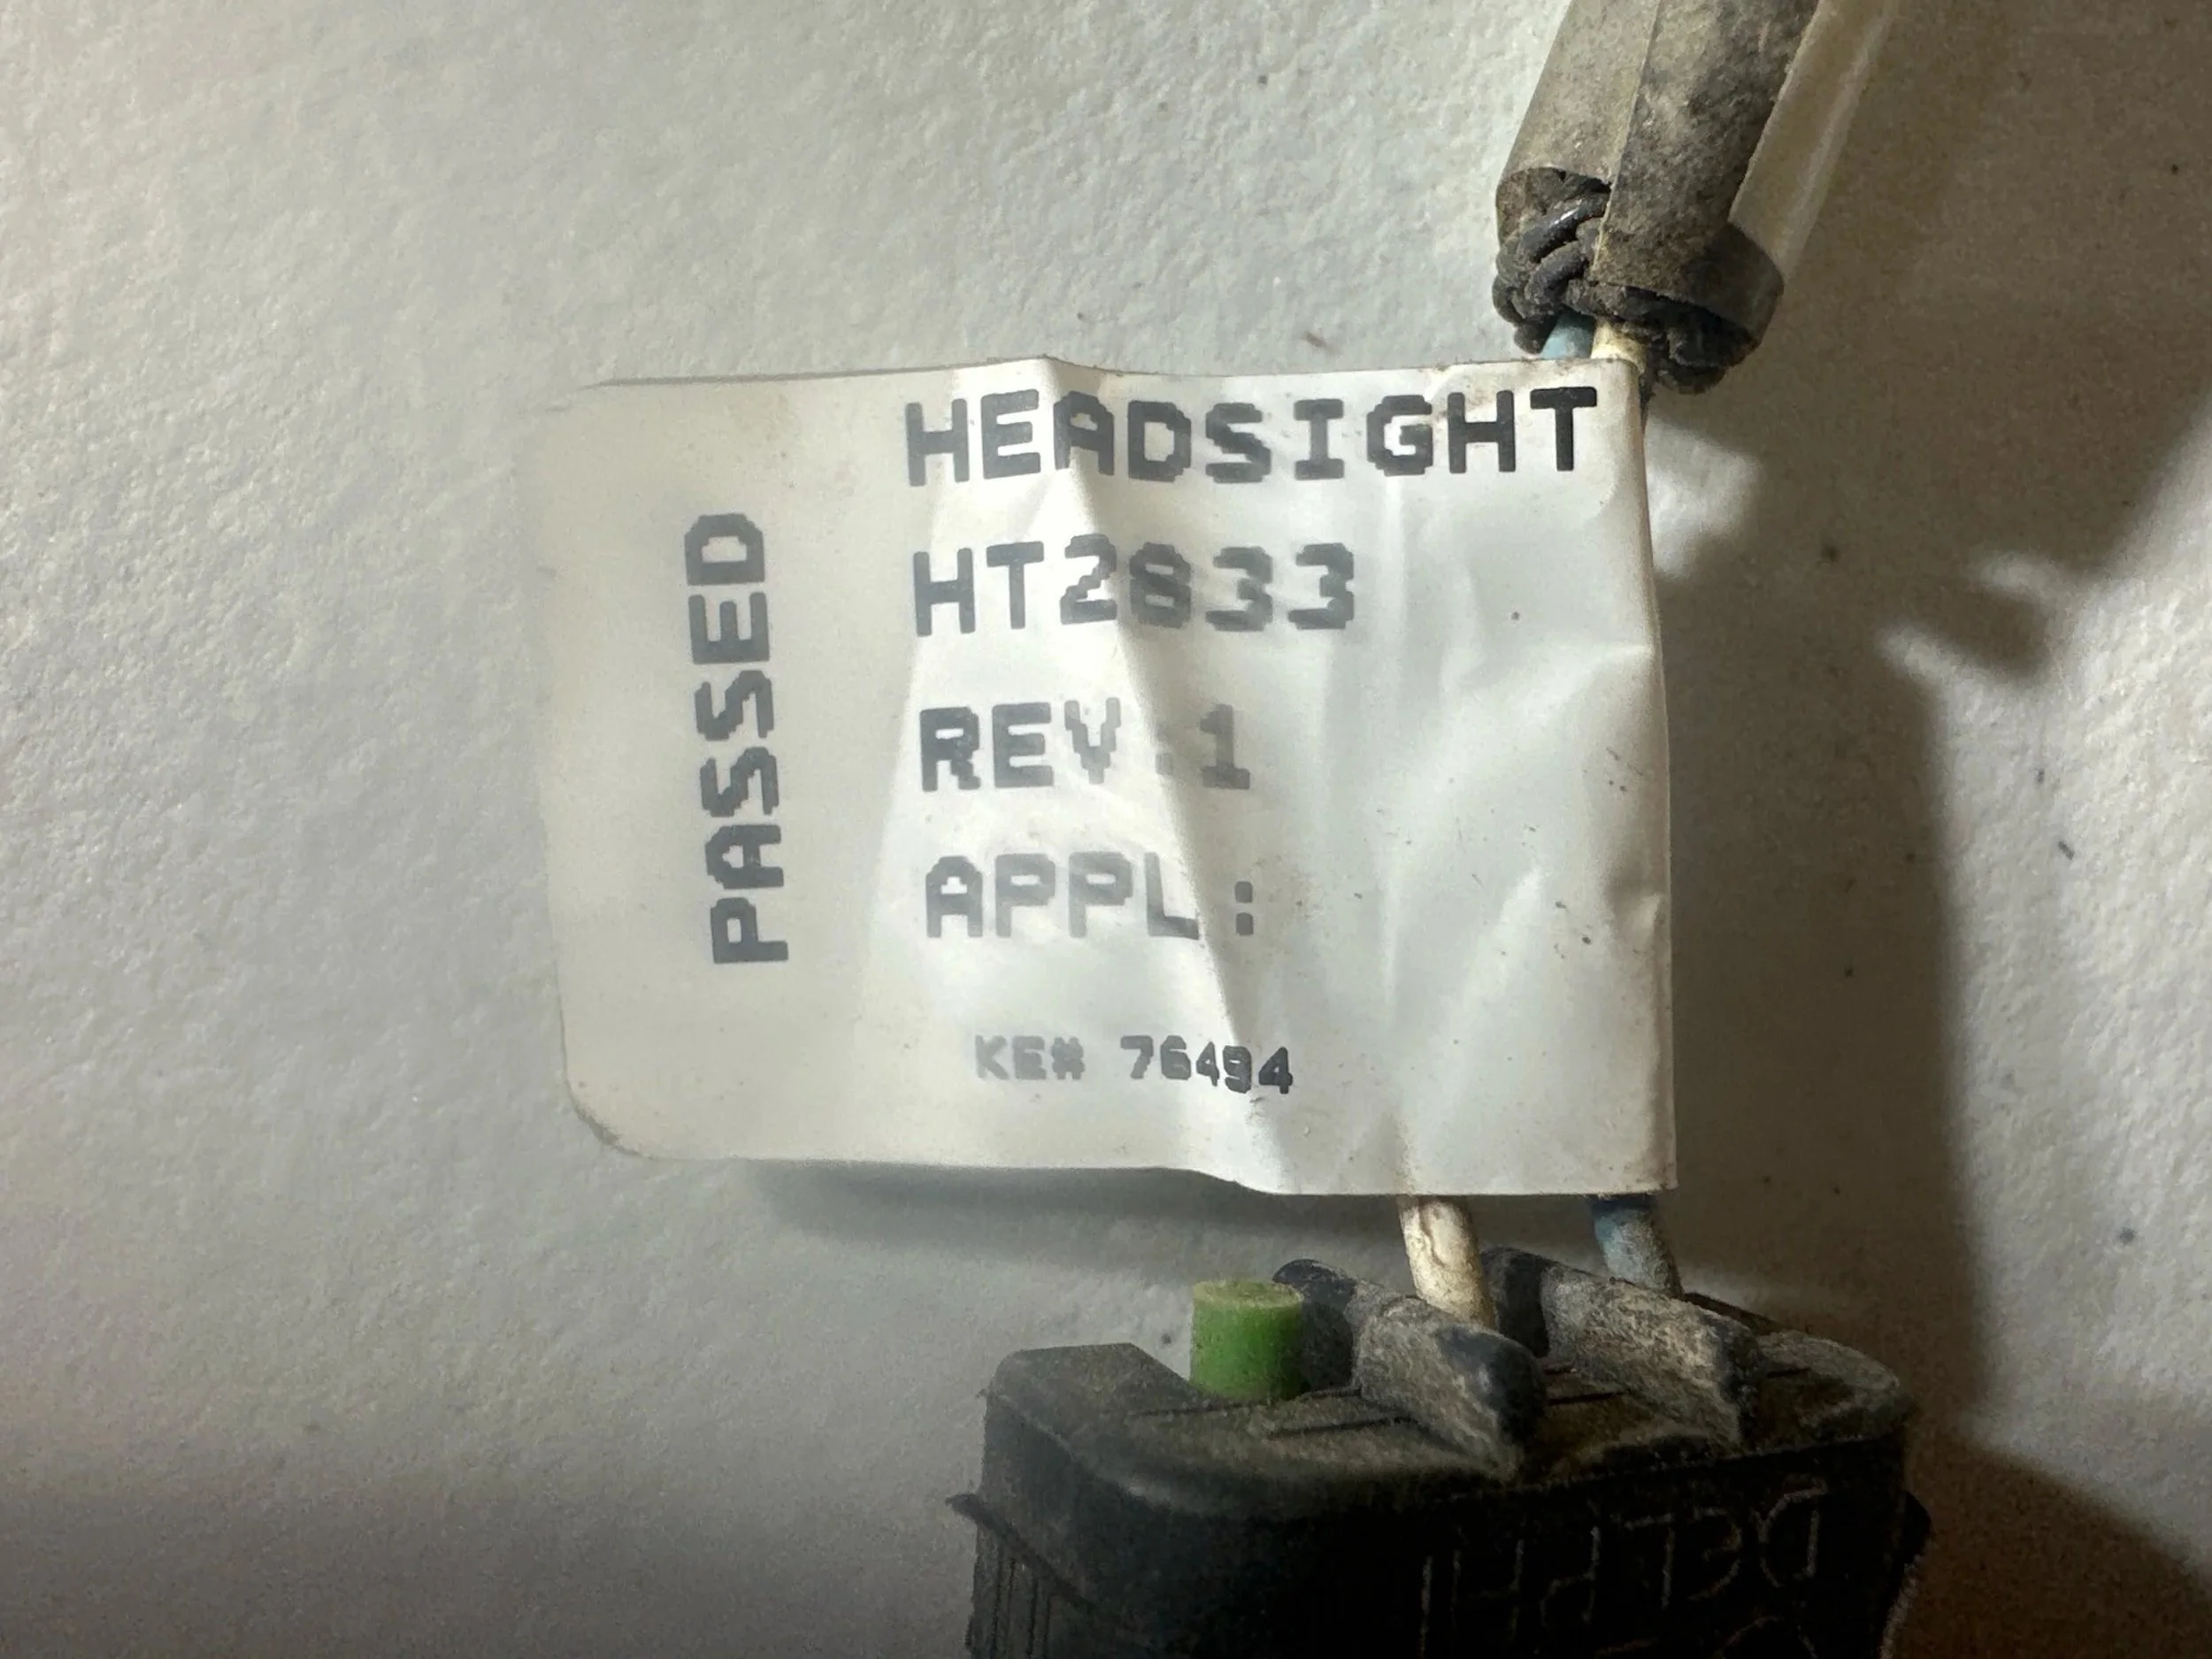 PASSED
HEADSIGHT
HT2833
REV.1
APPL:
KE# 76494
DELPHI